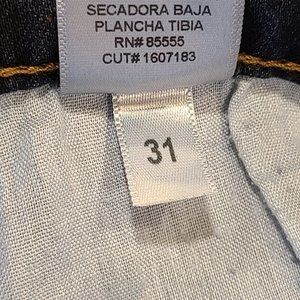 SECADORA BAJA
PLANCHA TIBIA
RN# 85555
CUT# 1607183
31